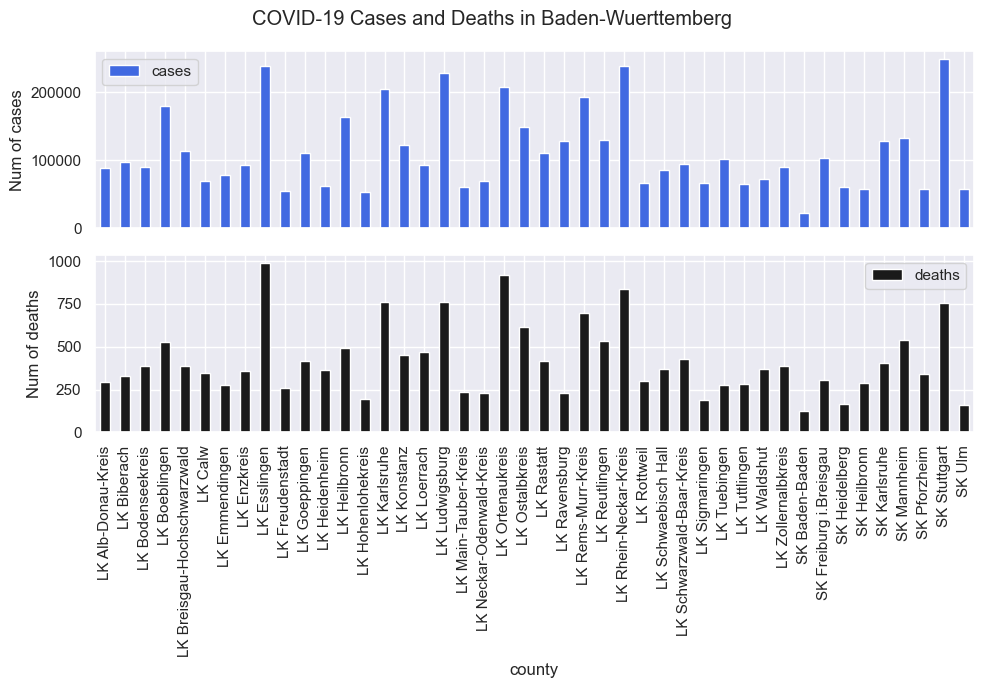 COVID-19 Cases and Deaths in Baden-Wuerttemberg
Num of cases
200000
100000
0
cases
Num of deaths
1000
750
500
250
0
deaths
LK Alb-Donau-Kreis
LK Biberach
LK Bodenseekreis
LK Boeblingen
LK Breisgau-Hochschwarzwald
LK Calw
LK Emmendingen
LK Enzkreis
LK Esslingen
LK Freudenstadt
LK Goeppingen
LK Heidenheim
LK Heilbronn
LK Hohenlohekreis
LK Karlsruhe
LK Konstanz
LK Loerrach
LK Ludwigsburg
LK Main-Tauber-Kreis
LK Neckar-Odenwald-Kreis
LK Ortenaukreis
LK Ostalbkreis
LK Rastatt
LK Ravensburg
LK Rems-Murr-Kreis
LK Reutlingen
LK Rhein-Neckar-Kreis
LK Rottweil
LK Schwaebisch Hall
LK Schwarzwald-Baar-Kreis
LK Sigmaringen
LK Tuebingen
LK Tuttlingen
LK Waldshut
LK Zollernalbkreis
SK Baden-Baden
SK Freiburg i.Breisgau
SK Heidelberg
SK Heilbronn
SK Karlsruhe
SK Mannheim
SK Pforzheim
SK Stuttgart
SK Ulm
county